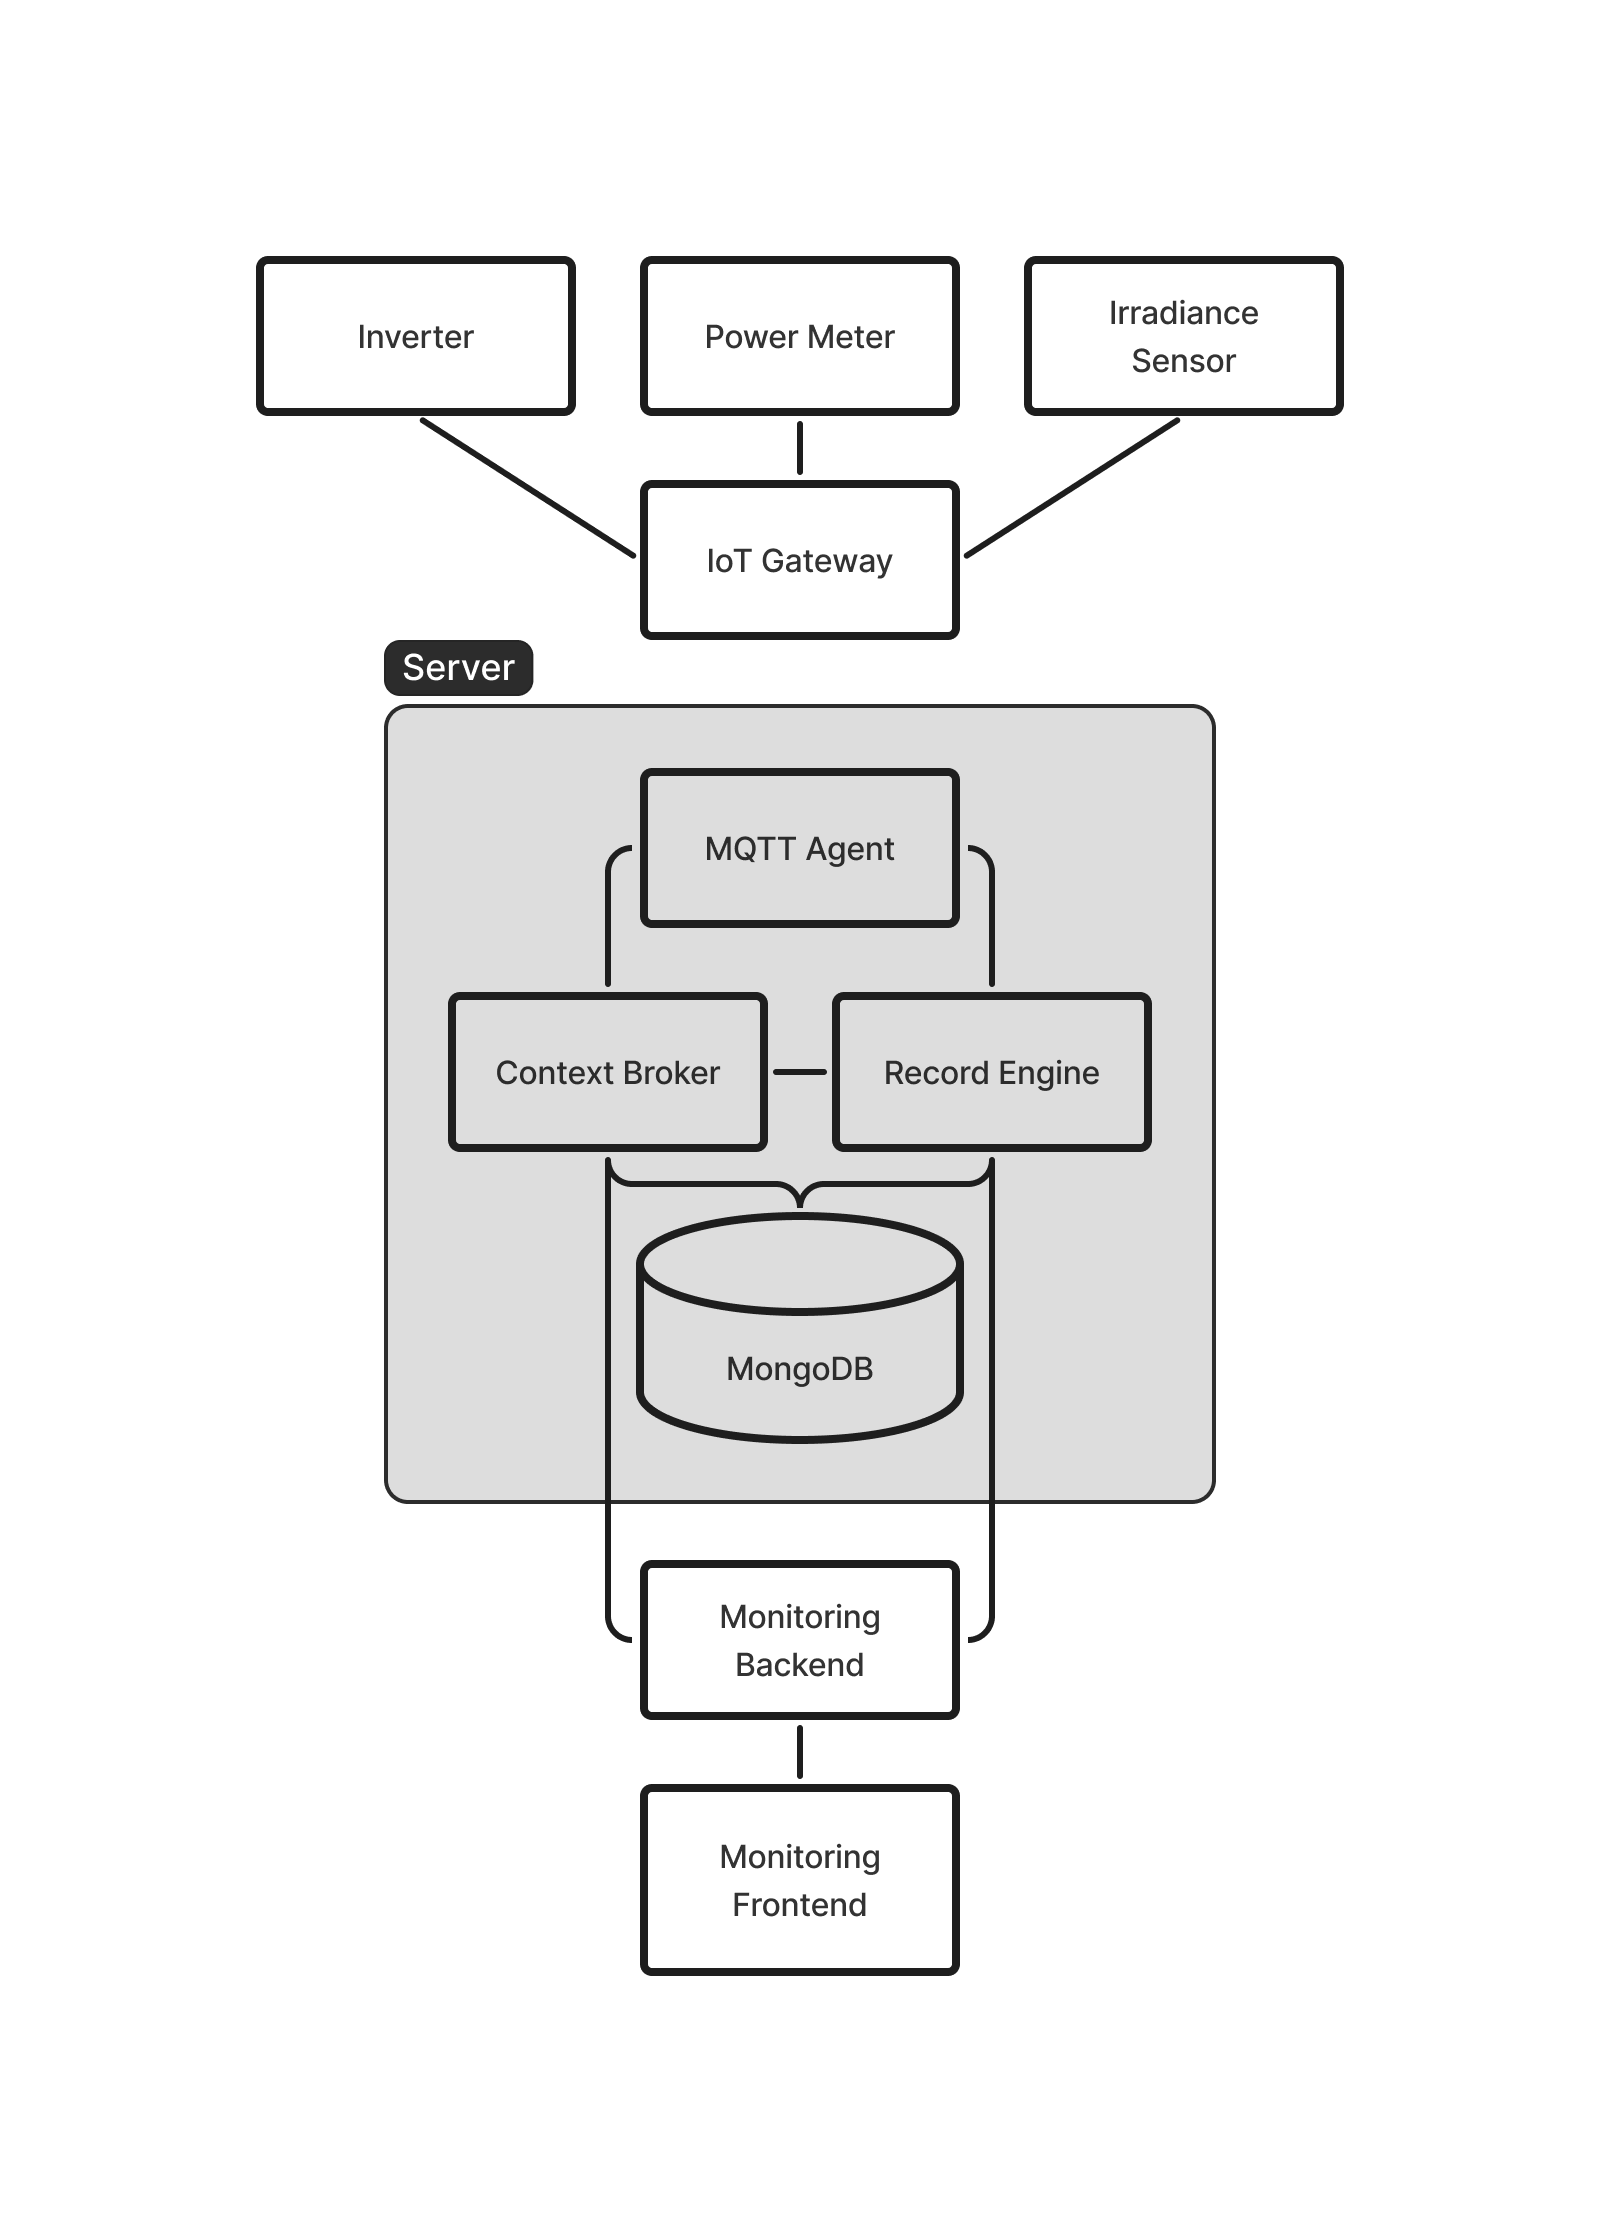 Inverter
Power Meter
Irradiance
Sensor
IoT Gateway
Server
MQTT Agent
Context Broker
Record Engine
MongoDB
Monitoring
Backend
Monitoring
Frontend